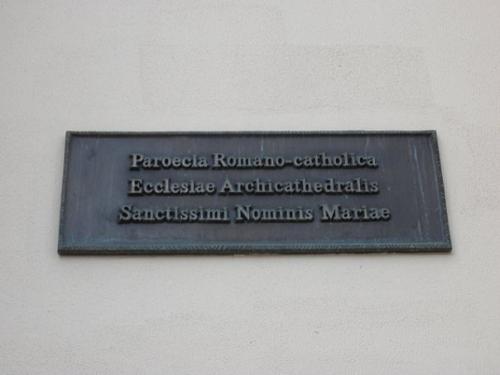 Paroecia Romano-catholica
Ecclesiae Archicathedralis
Sanctissimi Nominis Mariae